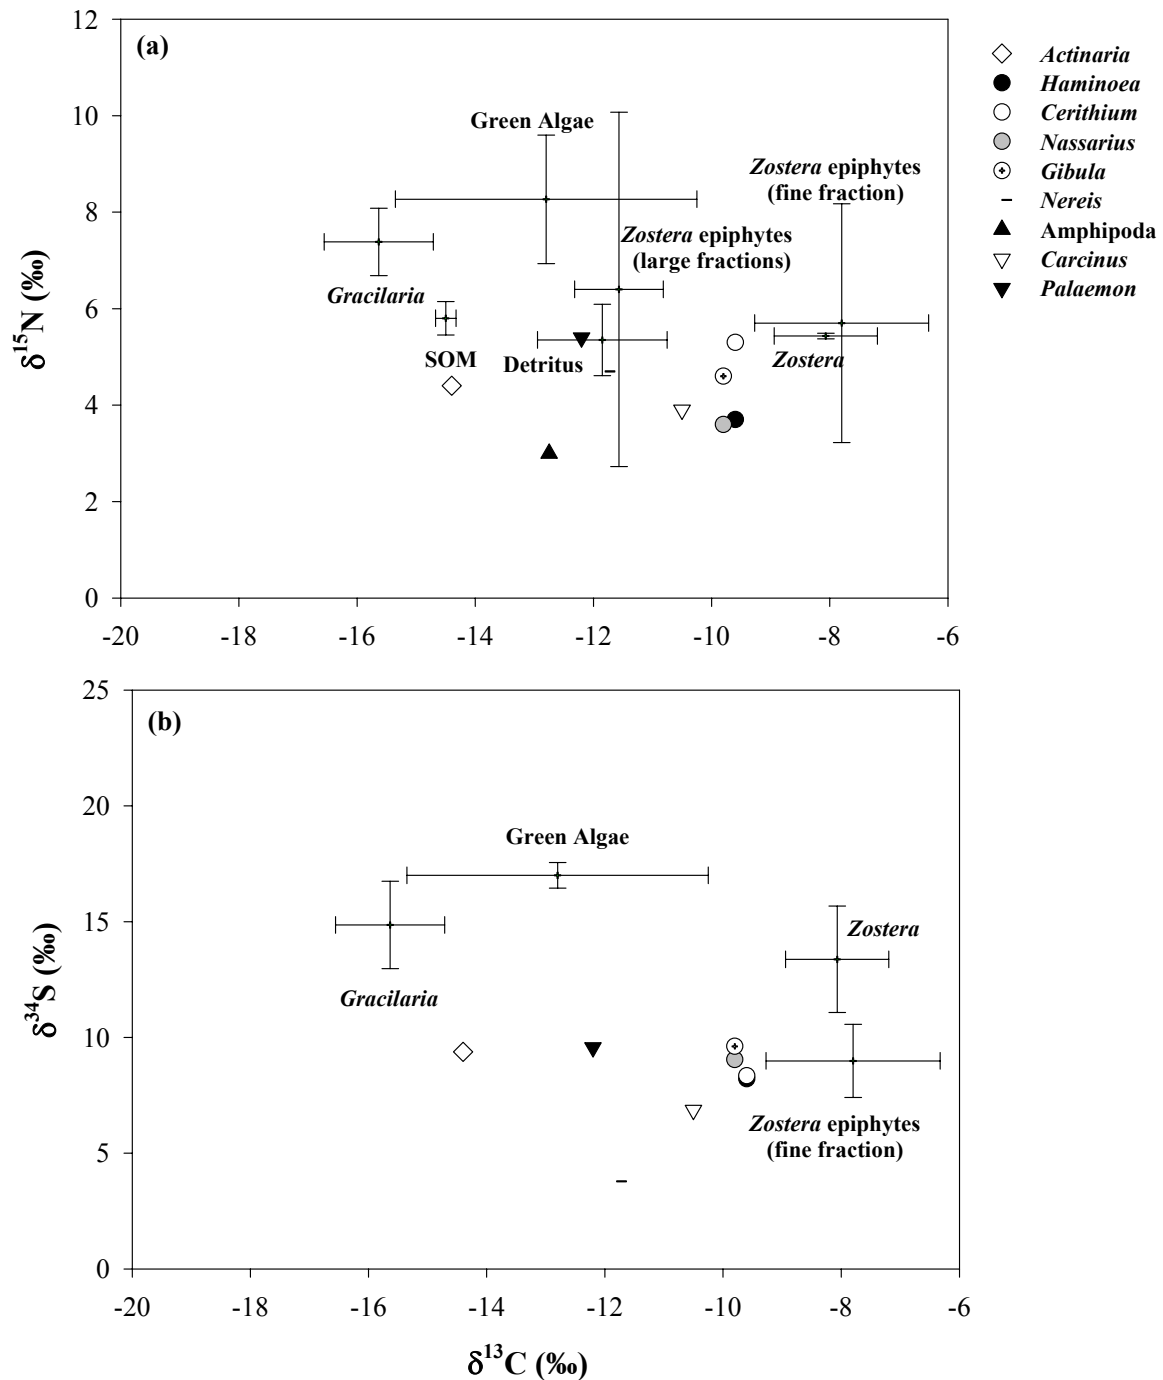 (a)
12
10
8
6
4
2
0
δ15N (‰)
Green Algae
Zostera epiphytes
(fine fraction)
Zostera epiphytes
(large fractions)
Gracilaria
SOM
Detritus
Zostera
-20 -18 -16 -14 -12 -10 -8 -6
Actinaria
Haminoea
Cerithium
Nassarius
Gibula
Nereis
Amphipoda
Carcinus
Palaemon
(b)
25
20
15
10
5
0
δ34S (‰)
Green Algae
Zostera
Gracilaria
Zostera epiphytes
(fine fraction)
-20 -18 -16 -14 -12 -10 -8 -6
δ13C (‰)